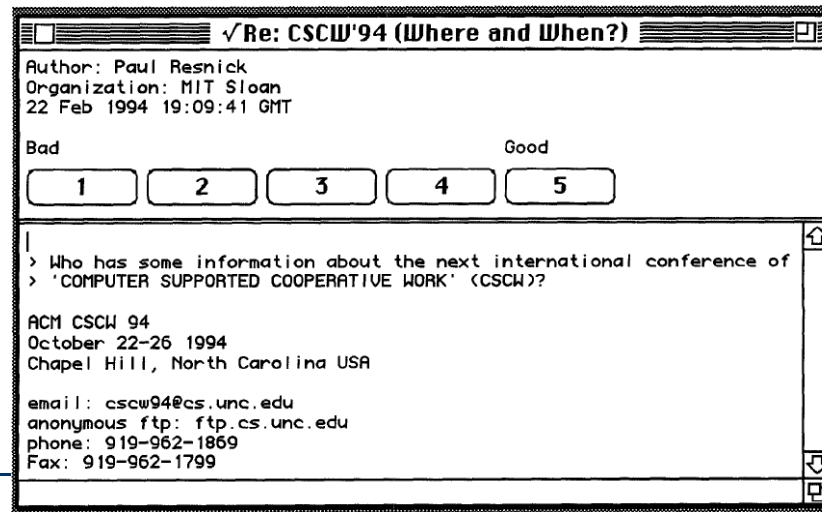 √Re: CSCW'94 (Where and When?)
Author: Paul Resnick
Organization: MIT Sloan
22 Feb 1994 19:09:41 GMT
Bad Good
1 2 3 4 5
> Who has some information about the next international conference of
> 'COMPUTER SUPPORTED COOPERATIVE WORK' (CSCW)?
ACM CSCW 94
October 22-26 1994
Chapel Hill, North Carolina USA
email: cscw94@cs.unc.edu
anonymous ftp: ftp.cs.unc.edu
phone: 919-962-1869
Fax: 919-962-1799